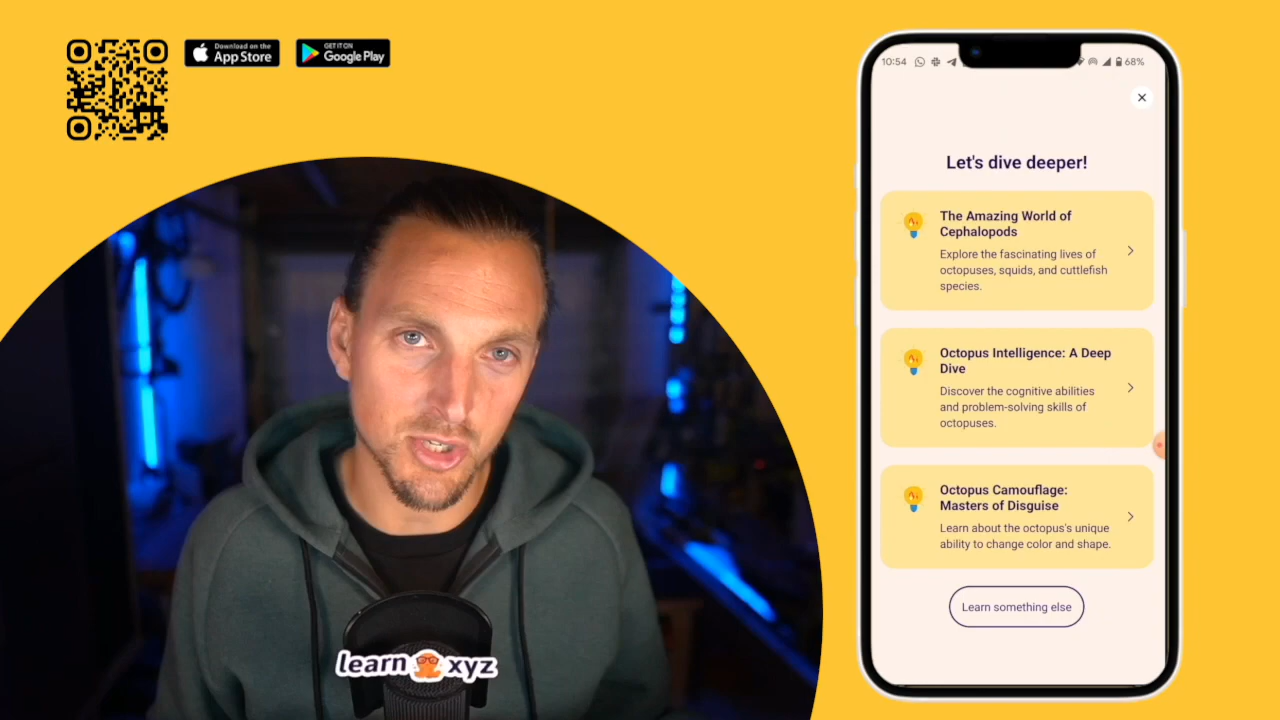 Download on the
App Store
GET IT ON
Google Play
10:54
68%
Let's dive deeper!
The Amazing World of
Cephalopods
Explore the fascinating lives of
octopuses, squids, and cuttlefish
species.
Octopus Intelligence: A Deep
Dive
Discover the cognitive abilities
and problem-solving skills of
octopuses.
Octopus Camouflage:
Masters of Disguise
Learn about the octopus's unique
ability to change color and shape.
Learn something else
learn xyz